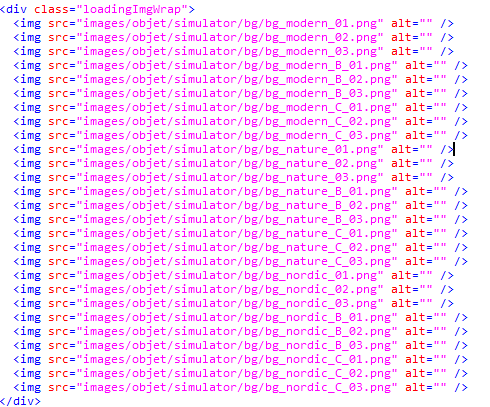 <div class="loadingImgWrap">
<img src="images/objet/simulator/bg/bg_modern_01.png" alt="" />
<img src="images/objet/simulator/bg/bg_modern_02.png" alt="" />
<img src="images/objet/simulator/bg/bg_modern_03.png" alt="" />
<img src="images/objet/simulator/bg/bg_modern_B_01.png" alt="" />
<img src="images/objet/simulator/bg/bg_modern_B_02.png" alt="" />
<img src="images/objet/simulator/bg/bg_modern_B_03.png" alt="" />
<img src="images/objet/simulator/bg/bg_modern_C_01.png" alt="" />
<img src="images/objet/simulator/bg/bg_modern_C_02.png" alt="" />
<img src="images/objet/simulator/bg/bg_modern_C_03.png" alt="" />
<img src="images/objet/simulator/bg/bg_nature_01.png" alt="" />
<img src="images/objet/simulator/bg/bg_nature_02.png" alt="" />
<img src="images/objet/simulator/bg/bg_nature_03.png" alt="" />
<img src="images/objet/simulator/bg/bg_nature_B_01.png" alt="" />
<img src="images/objet/simulator/bg/bg_nature_B_02.png" alt="" />
<img src="images/objet/simulator/bg/bg_nature_B_03.png" alt="" />
<img src="images/objet/simulator/bg/bg_nature_C_01.png" alt="" />
<img src="images/objet/simulator/bg/bg_nature_C_02.png" alt="" />
<img src="images/objet/simulator/bg/bg_nature_C_03.png" alt="" />
<img src="images/objet/simulator/bg/bg_nordic_01.png" alt="" />
<img src="images/objet/simulator/bg/bg_nordic_02.png" alt="" />
<img src="images/objet/simulator/bg/bg_nordic_03.png" alt="" />
<img src="images/objet/simulator/bg/bg_nordic_B_01.png" alt="" />
<img src="images/objet/simulator/bg/bg_nordic_B_02.png" alt="" />
<img src="images/objet/simulator/bg/bg_nordic_B_03.png" alt="" />
<img src="images/objet/simulator/bg/bg_nordic_C_01.png" alt="" />
<img src="images/objet/simulator/bg/bg_nordic_C_02.png" alt="" />
<img src="images/objet/simulator/bg/bg_nordic_C_03.png" alt="" />
</div>